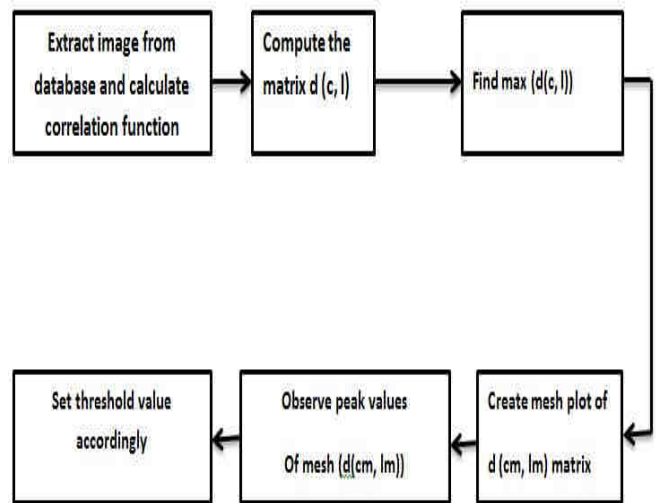 Extract image from
database and calculate
correlation function
Compute the
matrix d (c, l)
Find max (d(c, l))
Create mesh plot of
d (cm, lm) matrix
Observe peak values
Of mesh (d(cm, lm))
Set threshold value
accordingly